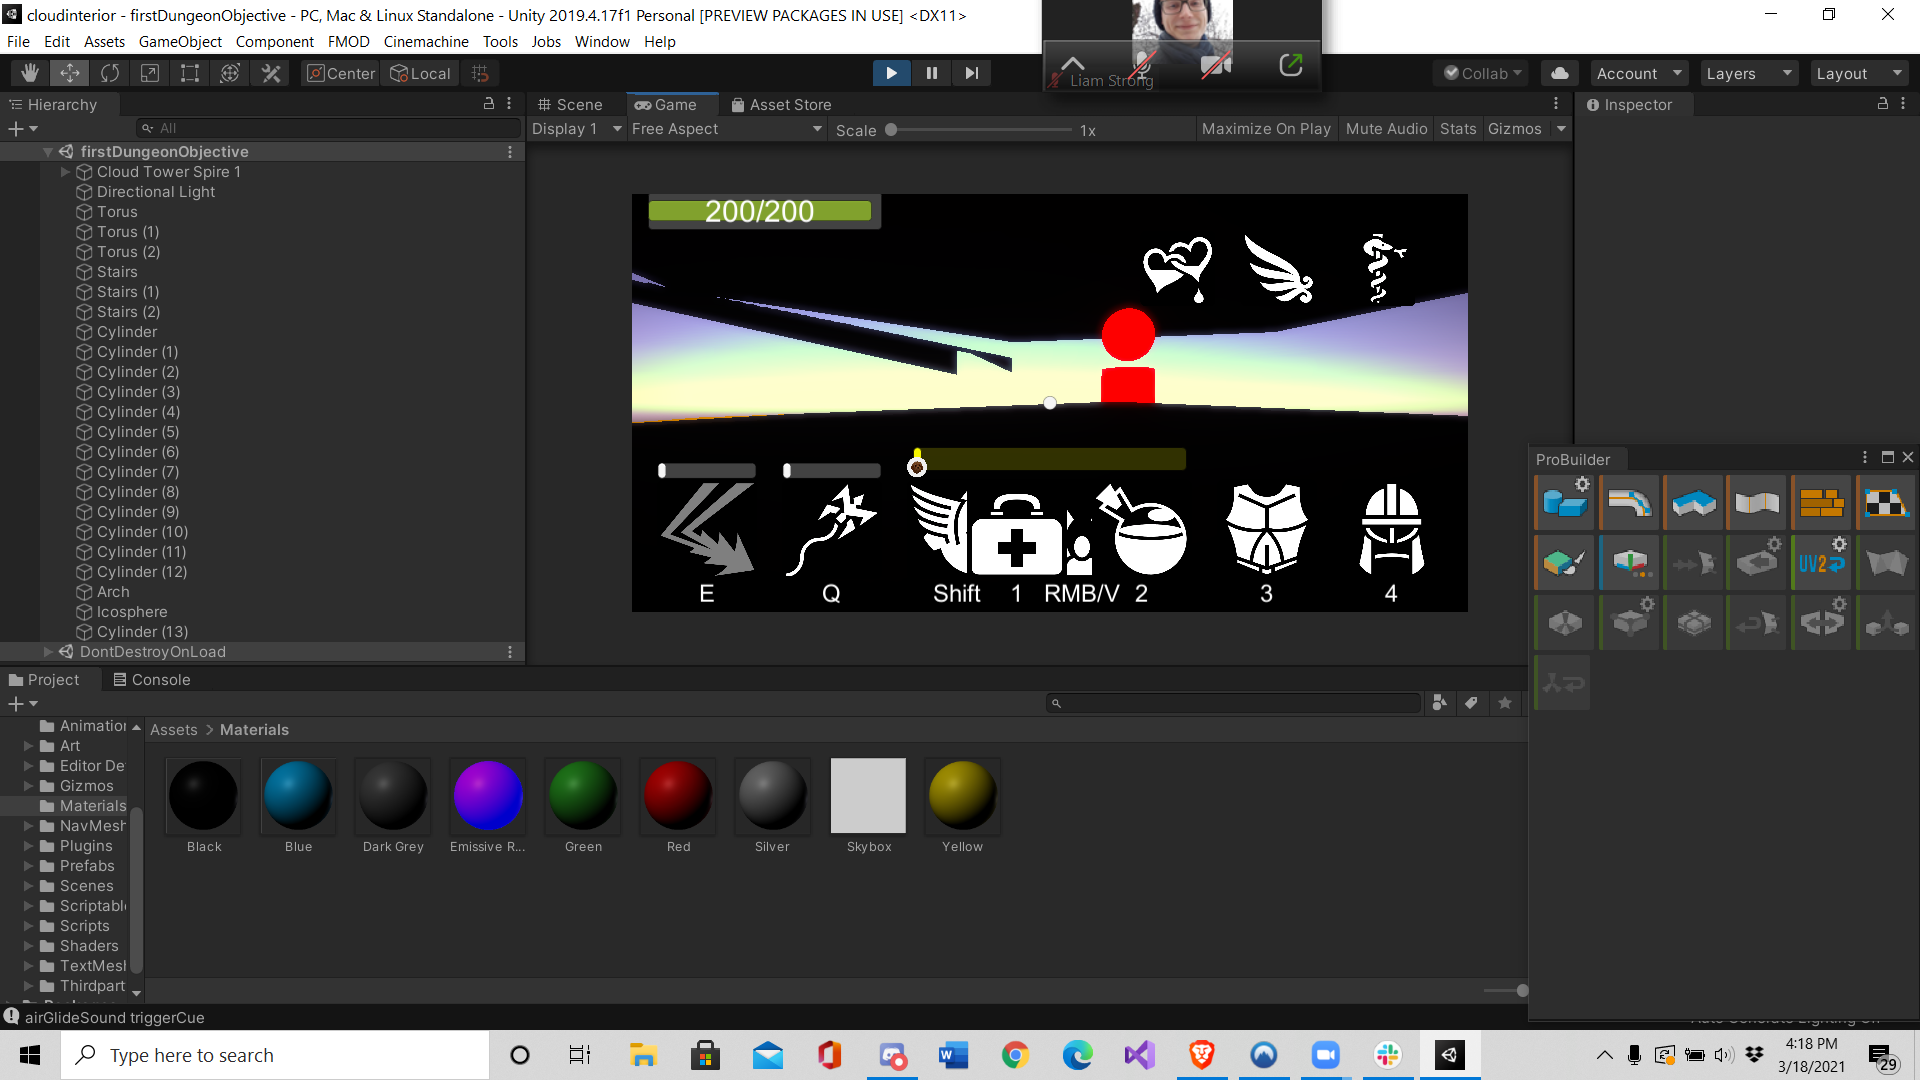 cloudinterior - firstDungeonObjective - PC, Mac & Linux Standalone - Unity 2019.4.17f1 Personal [PREVIEW PACKAGES IN USE] <DX11>
File Edit Assets GameObject Component FMOD Cinemachine Tools Jobs Window Help
Liam Strong
Center Local
Collab Account Layers Layout
Hierarchy
All
firstDungeonObjective
Cloud Tower Spire 1
Directional Light
Torus
Torus (1)
Torus (2)
Stairs
Stairs (1)
Stairs (2)
Cylinder
Cylinder (1)
Cylinder (2)
Cylinder (3)
Cylinder (4)
Cylinder (5)
Cylinder (6)
Cylinder (7)
Cylinder (8)
Cylinder (9)
Cylinder (10)
Cylinder (11)
Cylinder (12)
Arch
Icosphere
Cylinder (13)
DontDestroyOnLoad
Scene Game Asset Store
Display 1 Free Aspect Scale 1x Maximize On Play Mute Audio Stats Gizmos
200/200
E Q Shift 1 RMB/V 2 3 4
Inspector
ProBuilder
UV2
Project Console
Animation
Art
Editor De
Gizmos
Materials
NavMesh
Plugins
Prefabs
Scenes
Scriptabl
Scripts
Shaders
TextMesh
Thirdpart
Assets > Materials
Black Blue Dark Grey Emissive R... Green Red Silver Skybox Yellow
airGlideSound triggerCue
Type here to search
4:18 PM
3/18/2021
29